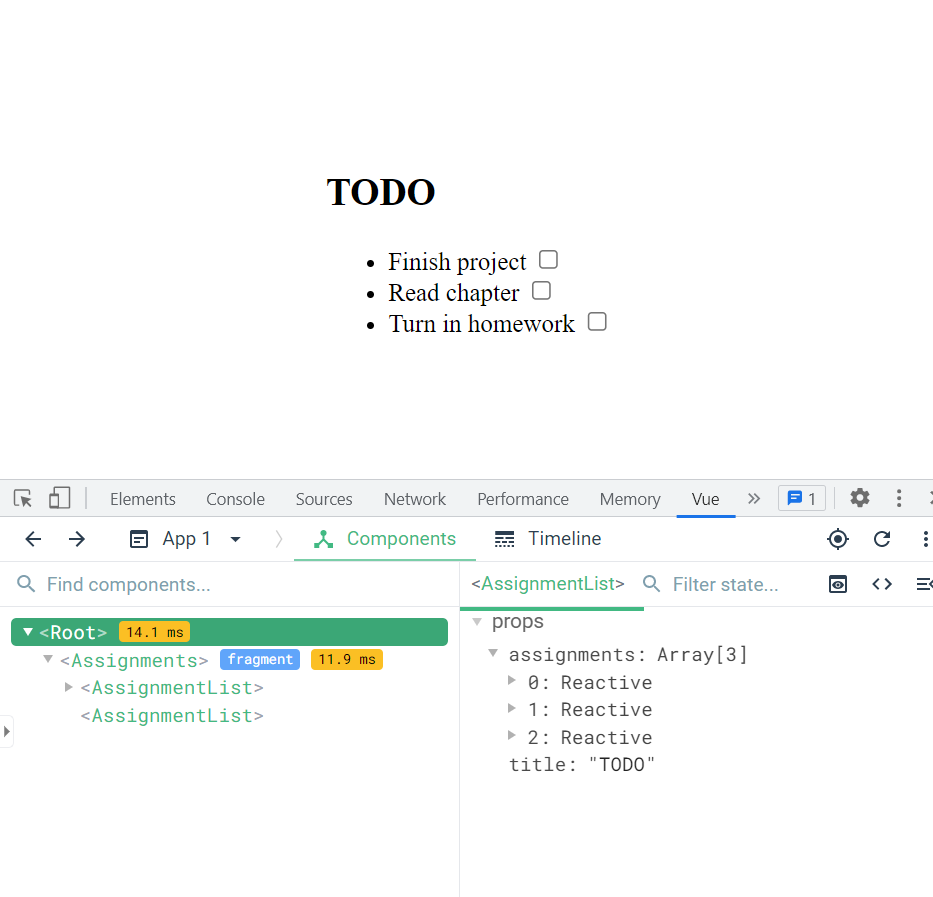 TODO
Finish project
Read chapter
Turn in homework
Elements Console Sources Network Performance Memory Vue 1
App 1 Components Timeline
Find components... <AssignmentList> Filter state...
props
<Root> 14.1 ms
assignments: Array[3]
<Assignments> fragment 11.9 ms
0: Reactive
<AssignmentList>
1: Reactive
<AssignmentList>
2: Reactive
title: "TODO"